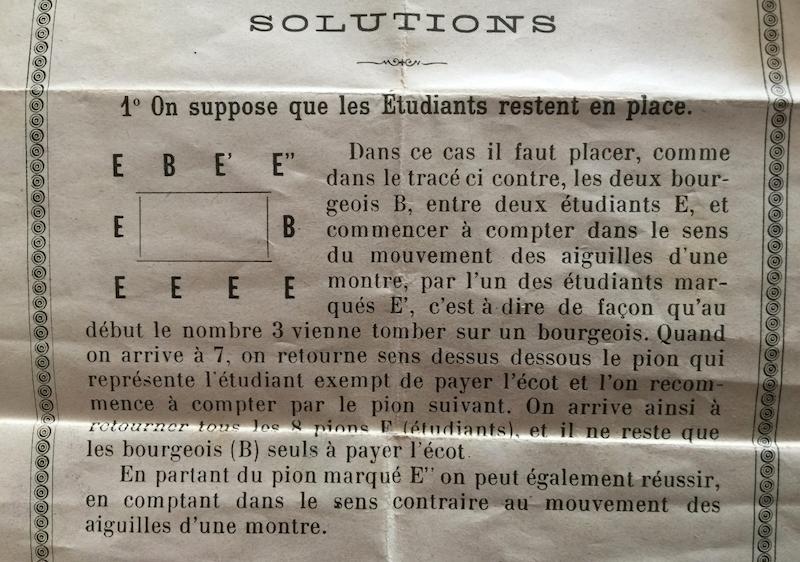 SOLUTIONS
1º On suppose que les Étudiants restent en place.
E B E' E"
E B
E E E E
Dans ce cas il faut placer, comme
dans le tracé ci contre, les deux bour-
geois B, entre deux étudiants E, et
commencer à compter dans le sens
du mouvement des aiguilles d'une
montre, par l'un des étudiants mar-
qués E', c'est à dire de façon qu'au
début le nombre 3 vienne tomber sur un bourgeois. Quand
on arrive à 7, on retourne sens dessus dessous le pion qui
représente l'étudiant exempt de payer l'écot et l'on recom-
mence à compter par le pion suivant. On arrive ainsi à
retourner tous les 8 pions E (étudiants), et il ne reste que
les bourgeois (B) seuls à payer l'écot.
En partant du pion marqué E" on peut également réussir,
en comptant dans le sens contraire au mouvement des
aiguilles d'une montre.